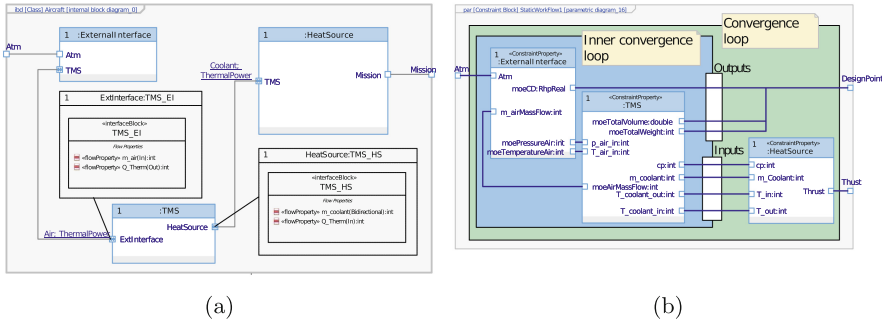 ibd [Class] Aircraft [internal block diagram_0]
Atm
1 :ExternalInterface
Atm
TMS
Coolant: ThermalPower
1 :HeatSource
TMS
Mission
Mission
1 ExtInterface:TMS_EI
«interfaceBlock»
TMS_EI
Flow Properties
«flowProperty» m_air(In):int
«flowProperty» Q_Therm(Out):int
1 HeatSource:TMS_HS
«interfaceBlock»
TMS_HS
Flow Properties
«flowProperty» m_coolant(Bidirectional):int
«flowProperty» Q_Therm(In):int
1 :TMS
HeatSource
Air: ThermalPower
ExtInterface
(a)
par [Constraint Block] StaticWorkFlow1 [parametric diagram_16]
Convergence
loop
Inner convergence
loop
Atm
1 «ConstraintProperty»
:ExternalInterface
Atm
moeCD:RhpReal
m_airMassFlow:int
moePressureAir:int
moeTemperatureAir:int
Outputs
DesignPoint
1 «ConstraintProperty»
:TMS
moeTotalVolume:double
moeTotalWeight:int
p_air_in:int
T_air_in:int
cp:int
m_coolant:int
moeAirMassFlow:int
T_coolant_out:int
T_coolant_in:int
Inputs
1 «ConstraintProperty»
:HeatSource
cp:int
m_Coolant:int
Thrust
T_in:int
T_out:int
Thust
(b)